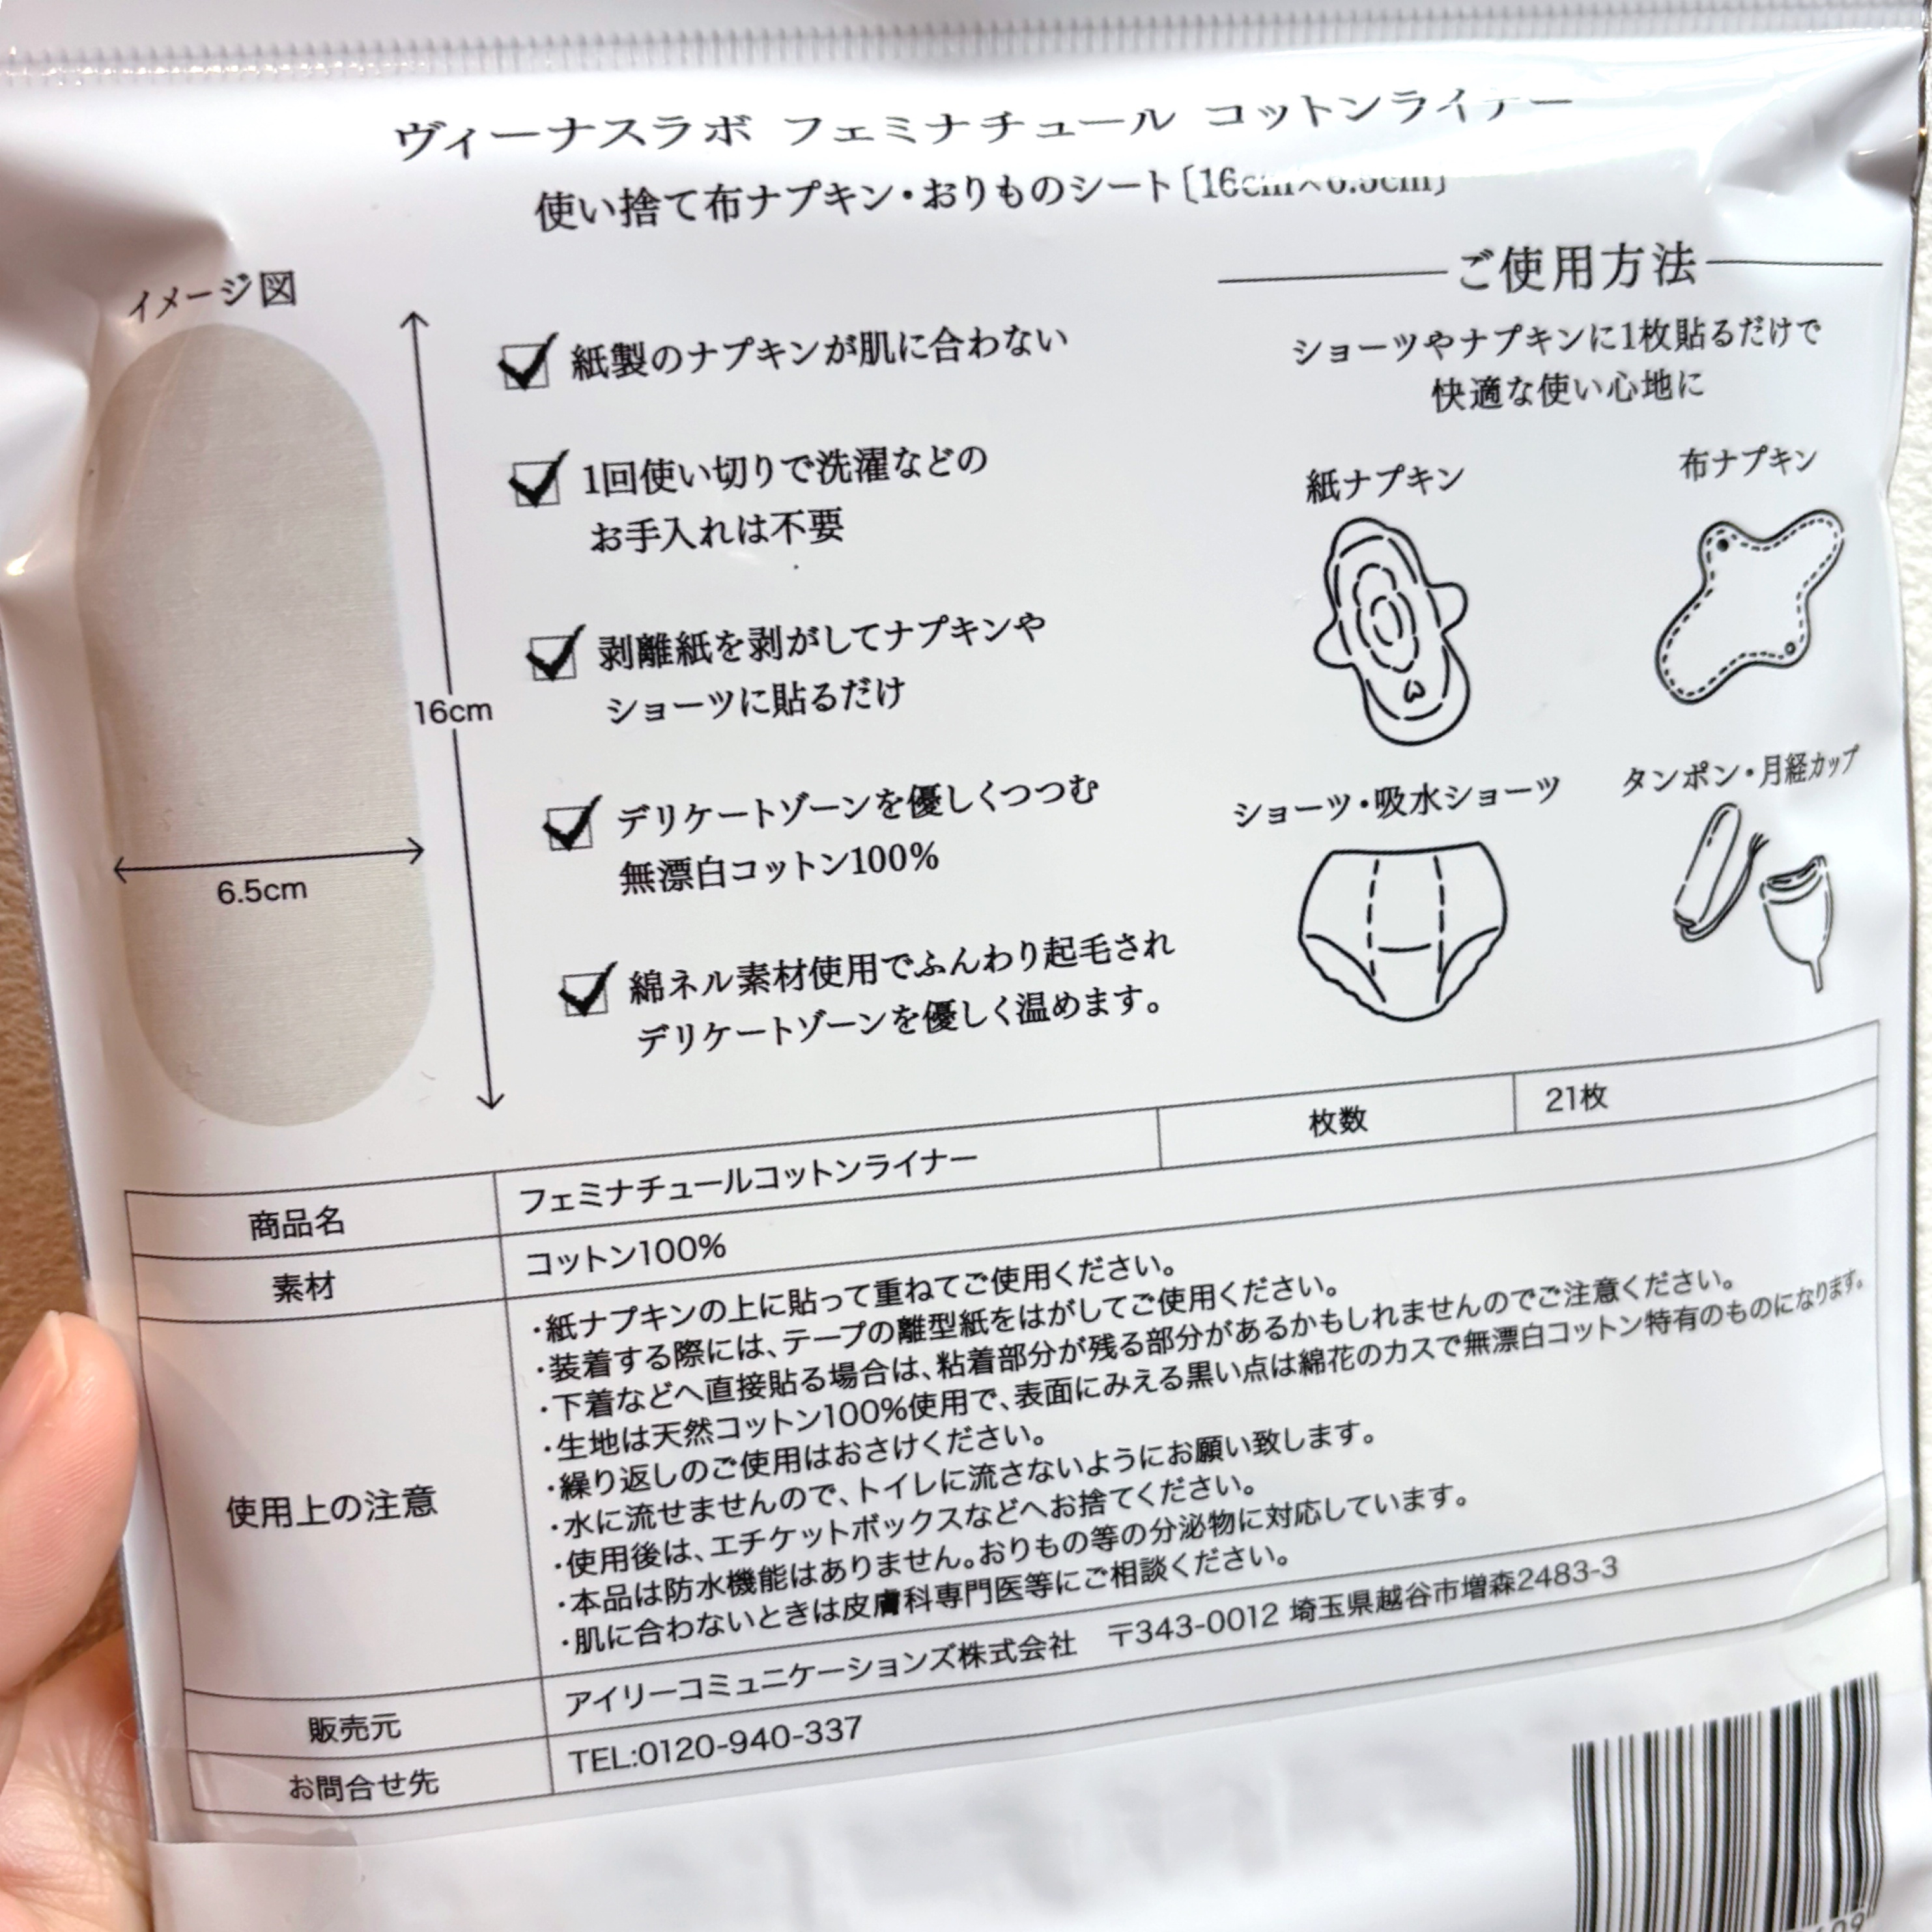 ヴィーナスラボ フェミナチュール コットンライナー
使い捨て布ナプキン・おりものシート〔16cm×6.5cm〕
イメージ図
16cm
6.5cm
紙製のナプキンが肌に合わない
1回使い切りで洗濯などの
お手入れは不要
剥離紙を剥がしてナプキンや
ショーツに貼るだけ
デリケートゾーンを優しくつつむ
無漂白コットン100%
綿ネル素材使用でふんわり起毛され
デリケートゾーンを優しく温めます。
ご使用方法
ショーツやナプキンに1枚貼るだけで
快適な使い心地に
紙ナプキン
布ナプキン
ショーツ・吸水ショーツ
タンポン・月経カップ
商品名 フェミナチュールコットンライナー 枚数 21枚
素材 コットン100%
使用上の注意
・紙ナプキンの上に貼って重ねてご使用ください。
・装着する際には、テープの離型紙をはがしてご使用ください。
・下着などへ直接貼る場合は、粘着部分が残る部分があるかもしれませんのでご注意ください。
・生地は天然コットン100%使用で、表面にみえる黒い点は綿花のカスで無漂白コットン特有のものになります。
・繰り返しのご使用はおさけください。
・水に流せませんので、トイレに流さないようにお願い致します。
・使用後は、エチケットボックスなどへお捨てください。
・本品は防水機能はありません。おりもの等の分泌物に対応しています。
・肌に合わないときは皮膚科専門医等にご相談ください。
販売元 アイリーコミュニケーションズ株式会社 〒343-0012 埼玉県越谷市増森2483-3
お問合せ先 TEL:0120-940-337